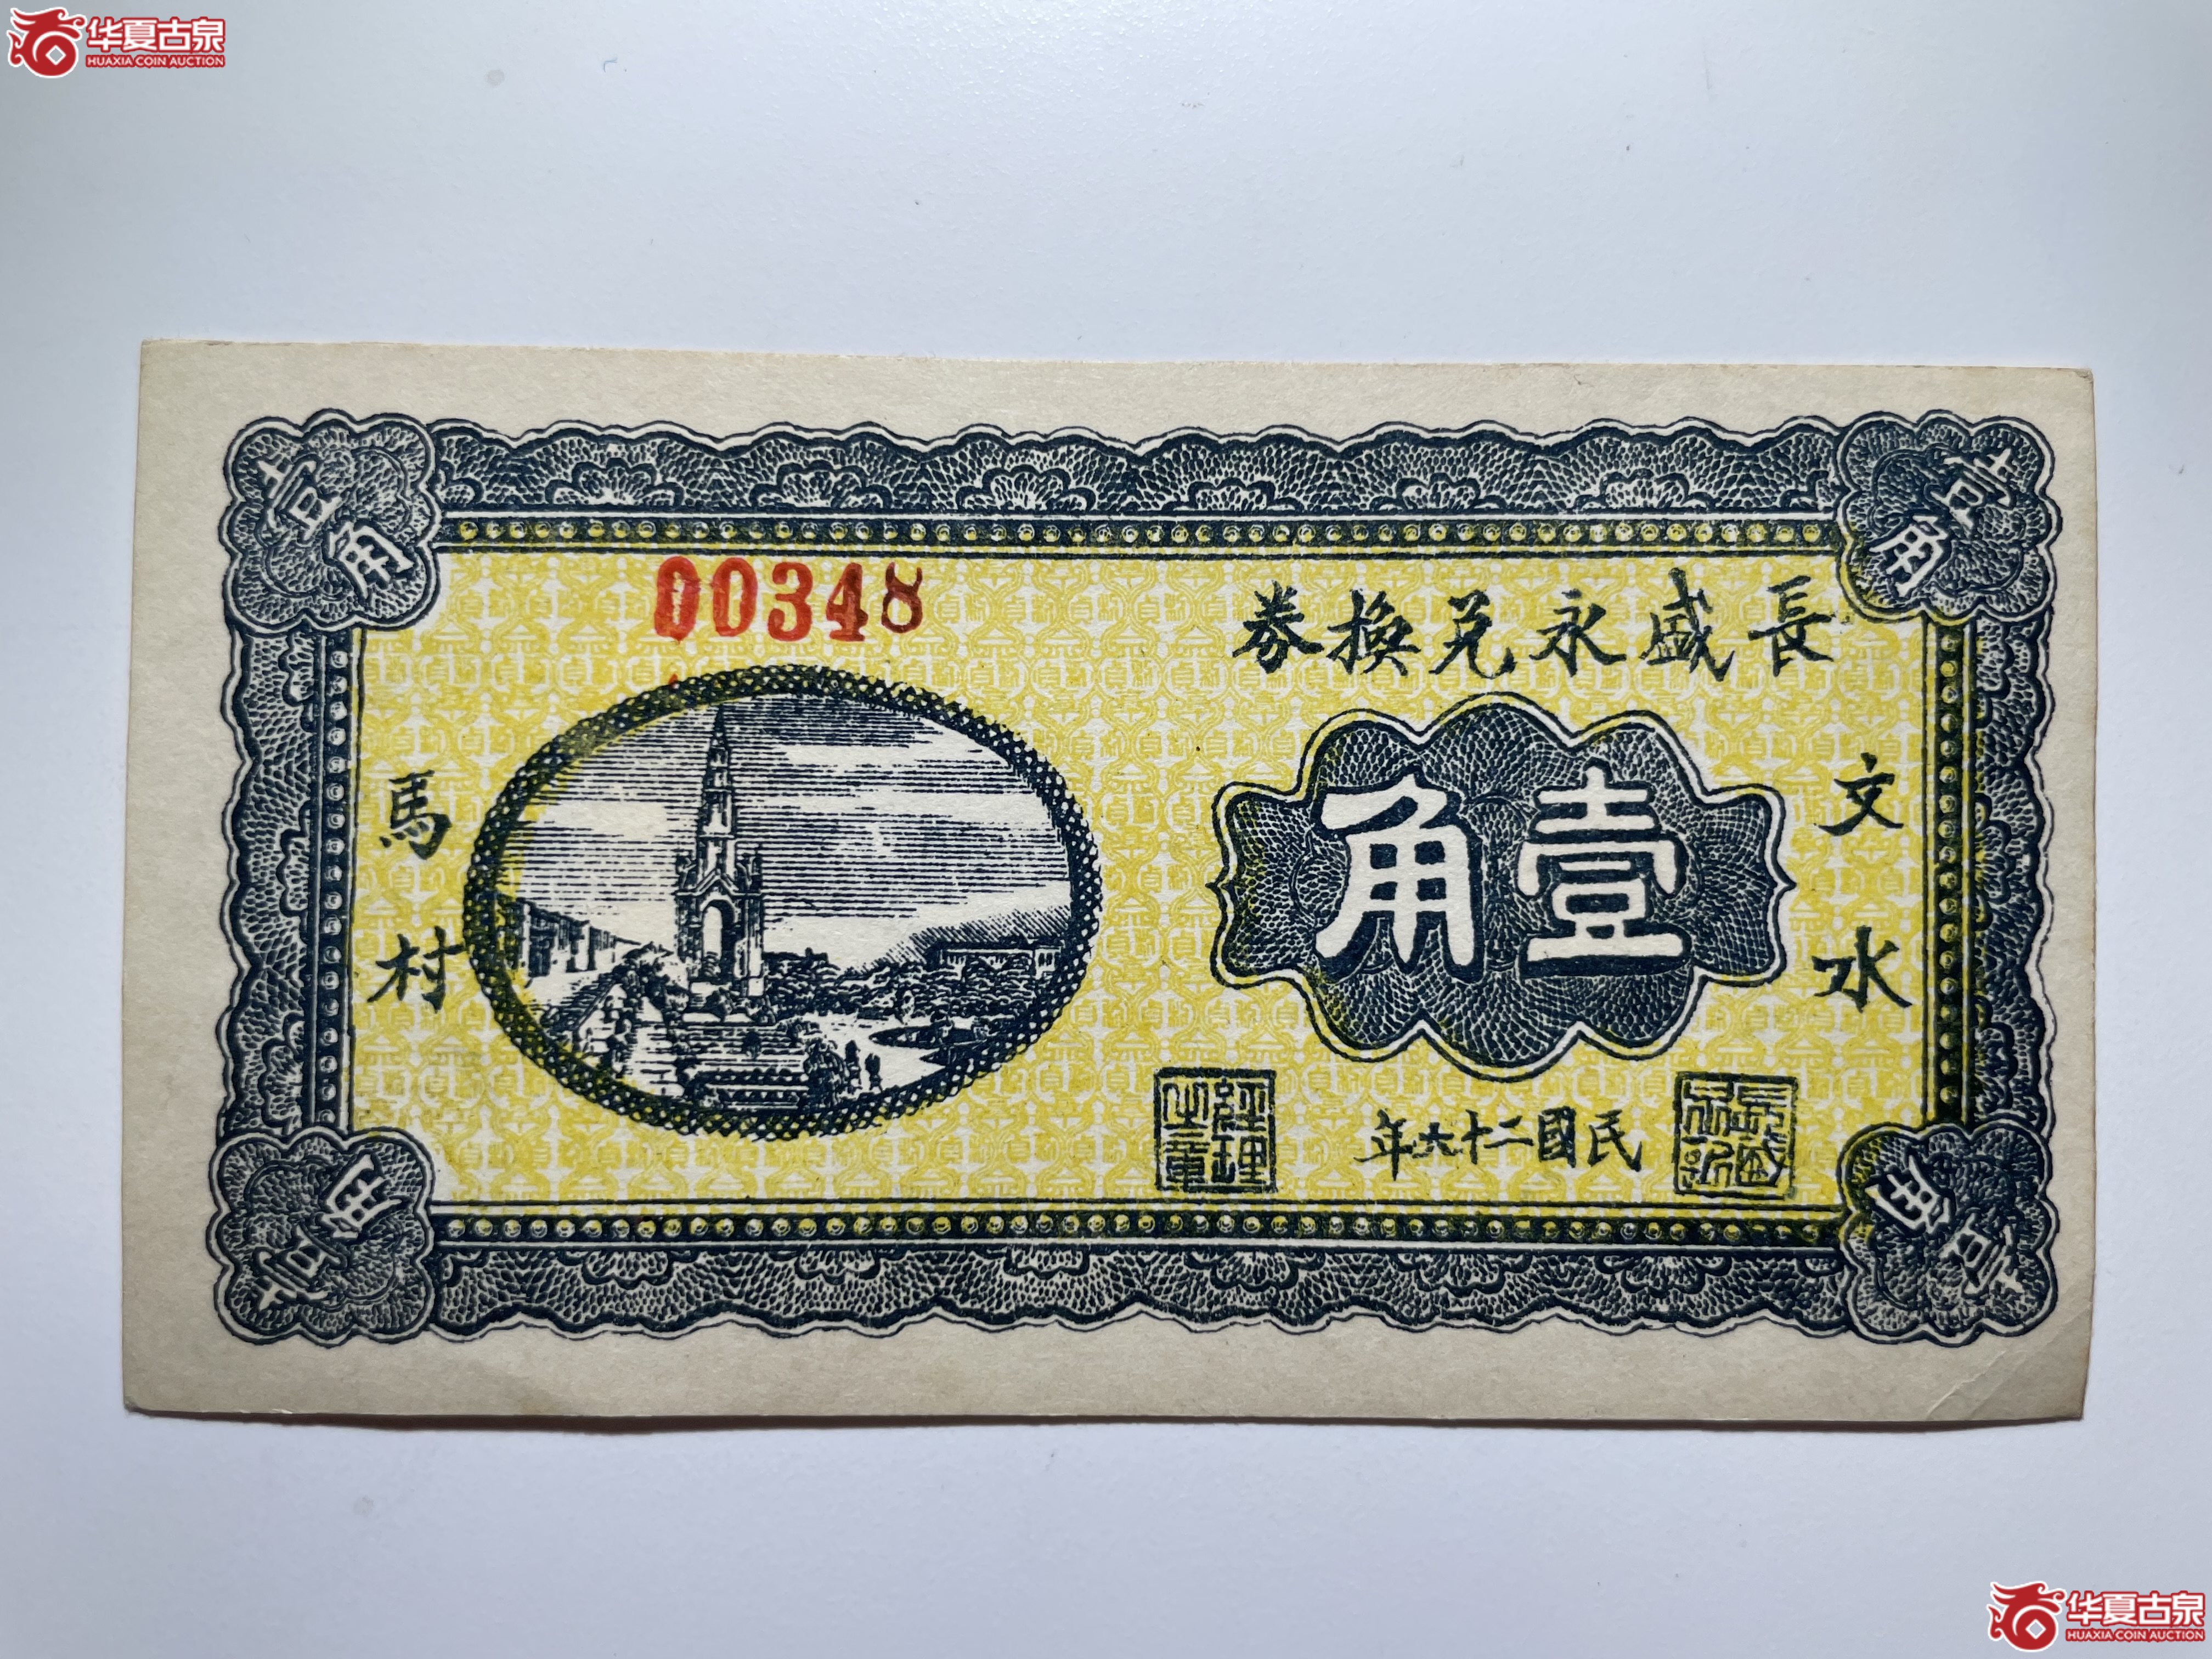 华夏古泉
HUAXIA COIN AUCTION
壹角
壹角
00348
長盛永兌換券
文水
壹角
馬村
民國二十六年
經理之章
壹角
壹角
华夏古泉
HUAXIA COIN AUCTION